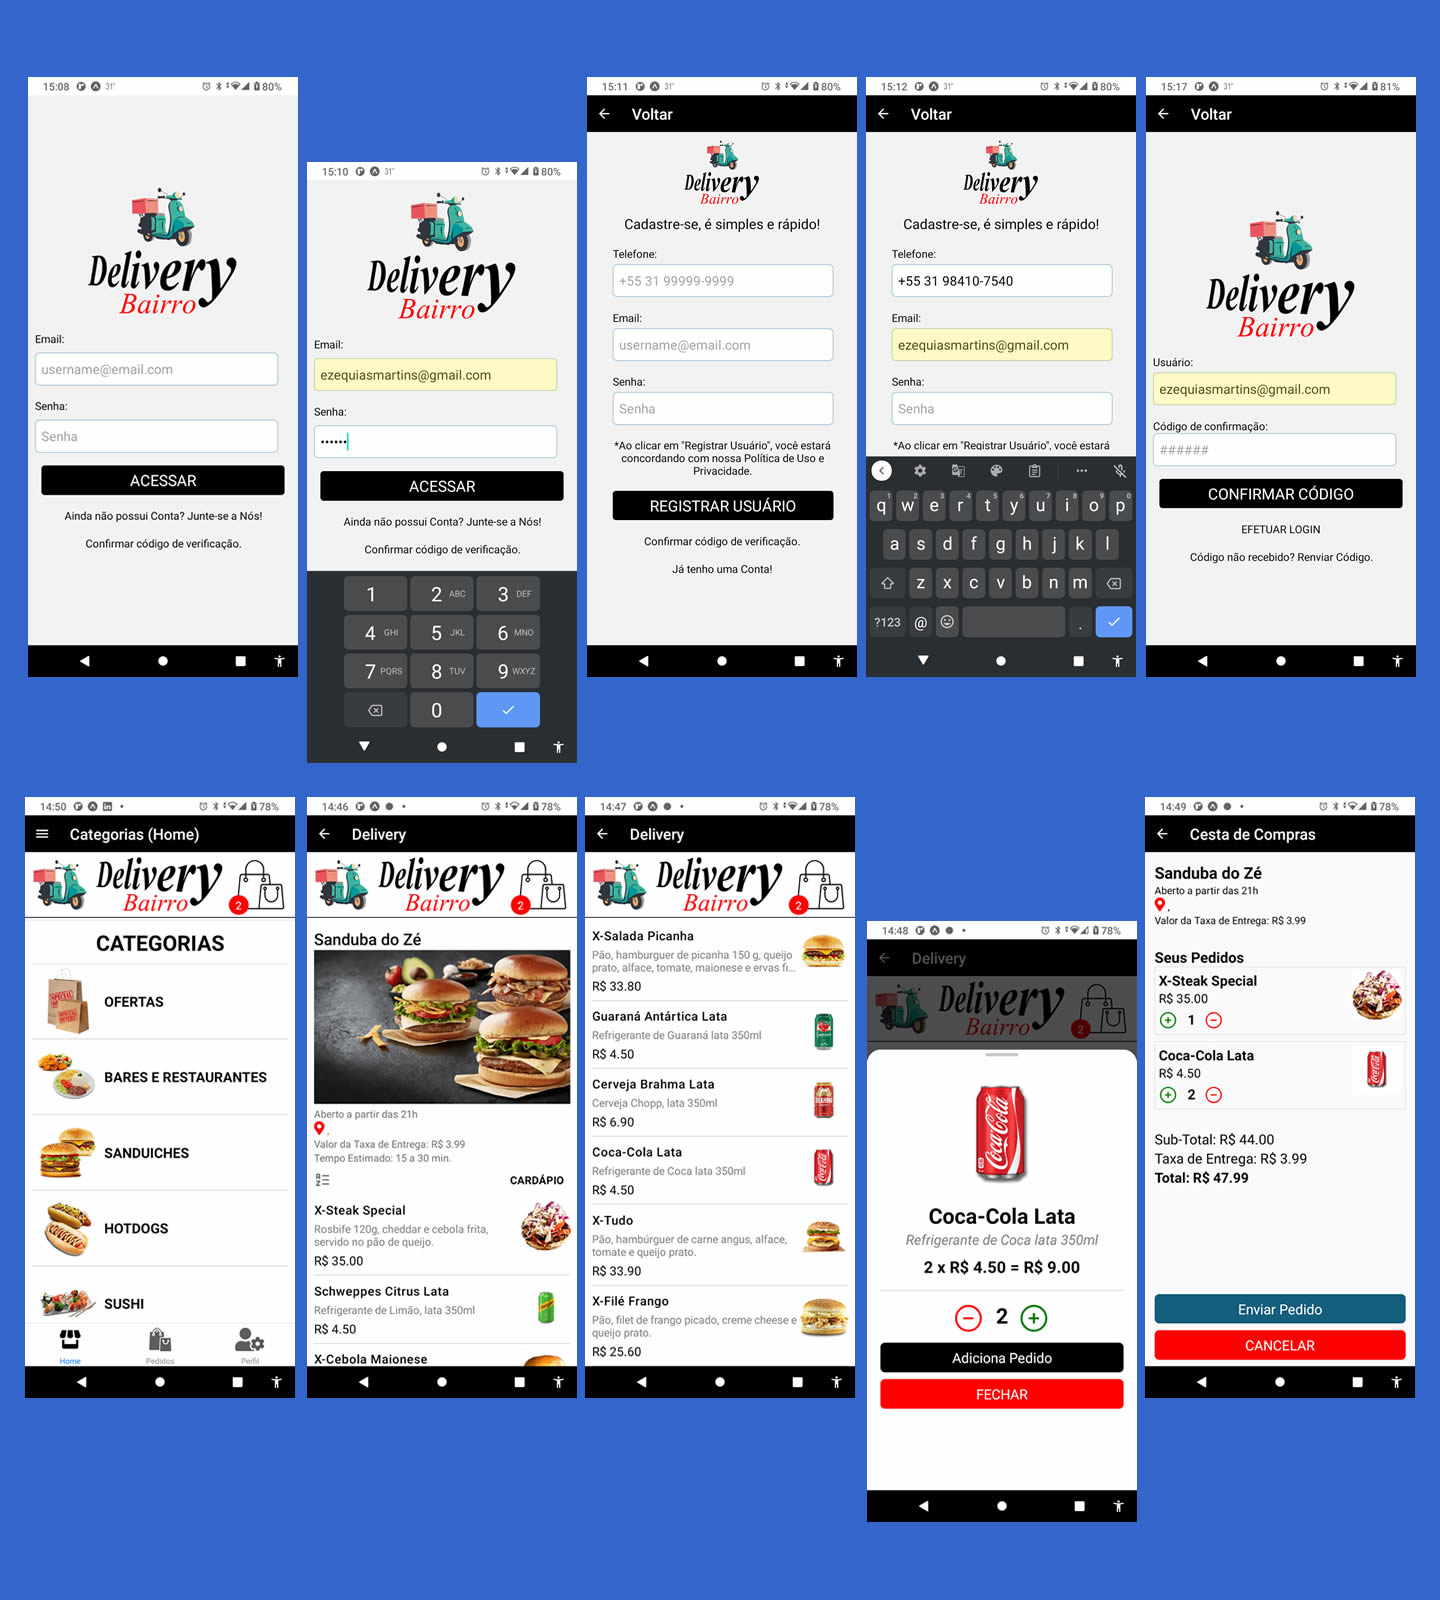 15:08 31° 80%
Delivery
Bairro
Email:
username@email.com
Senha:
Senha
ACESSAR
Ainda não possui Conta? Junte-se a Nós!
Confirmar código de verificação.
15:10 31° 80%
Delivery
Bairro
Email:
ezequiasmartins@gmail.com
Senha:
••••••
ACESSAR
Ainda não possui Conta? Junte-se a Nós!
Confirmar código de verificação.
1 2 ABC 3 DEF
4 GHI 5 JKL 6 MNO
7 PQRS 8 TUV 9 WXYZ
0
15:11 31° 80%
Voltar
Delivery
Bairro
Cadastre-se, é simples e rápido!
Telefone:
+55 31 99999-9999
Email:
username@email.com
Senha:
Senha
*Ao clicar em "Registrar Usuário", você estará
concordando com nossa Política de Uso e
Privacidade.
REGISTRAR USUÁRIO
Confirmar código de verificação.
Já tenho uma Conta!
15:12 31° 80%
Voltar
Delivery
Bairro
Cadastre-se, é simples e rápido!
Telefone:
+55 31 98410-7540
Email:
ezequiasmartins@gmail.com
Senha:
Senha
*Ao clicar em "Registrar Usuário", você estará
q1 w2 e3 r4 t5 y6 u7 i8 o9 p0
a s d f g h j k l
z x c v b n m
?123 @ .
15:17 31° 81%
Voltar
Delivery
Bairro
Usuário:
ezequiasmartins@gmail.com
Código de confirmação:
######
CONFIRMAR CÓDIGO
EFETUAR LOGIN
Código não recebido? Renviar Código.
14:50 78%
Categorias (Home)
Delivery
Bairro
2
CATEGORIAS
OFERTAS
BARES E RESTAURANTES
SANDUICHES
HOTDOGS
SUSHI
Home Pedidos Perfil
14:46 78%
Delivery
Delivery
Bairro
2
Sanduba do Zé
Aberto a partir das 21h
,
Valor da Taxa de Entrega: R$ 3.99
Tempo Estimado: 15 a 30 min.
CARDÁPIO
X-Steak Special
Rosbife 120g, cheddar e cebola frita,
servido no pão de queijo.
R$ 35.00
Schweppes Citrus Lata
Refrigerante de Limão, lata 350ml
R$ 4.50
X-Cebola Maionese
14:47 78%
Delivery
Delivery
Bairro
2
X-Salada Picanha
Pão, hamburguer de picanha 150 g, queijo
prato, alface, tomate, maionese e ervas fi...
R$ 33.80
Guaraná Antártica Lata
Refrigerante de Guaraná lata 350ml
R$ 4.50
Cerveja Brahma Lata
Cerveja Chopp, lata 350ml
R$ 6.90
Coca-Cola Lata
Refrigerante de Coca lata 350ml
R$ 4.50
X-Tudo
Pão, hambúrguer de carne angus, alface,
tomate e queijo prato.
R$ 33.90
X-Filé Frango
Pão, filet de frango picado, creme cheese e
queijo prato.
R$ 25.60
14:48 78%
Delivery
Delivery
Bairro
2
Coca-Cola
Coca-Cola Lata
Refrigerante de Coca lata 350ml
2 x R$ 4.50 = R$ 9.00
2
Adiciona Pedido
FECHAR
14:49 78%
Cesta de Compras
Sanduba do Zé
Aberto a partir das 21h
,
Valor da Taxa de Entrega: R$ 3.99
Seus Pedidos
X-Steak Special
R$ 35.00
1
Coca-Cola Lata
R$ 4.50
2
Sub-Total: R$ 44.00
Taxa de Entrega: R$ 3.99
Total: R$ 47.99
Enviar Pedido
CANCELAR